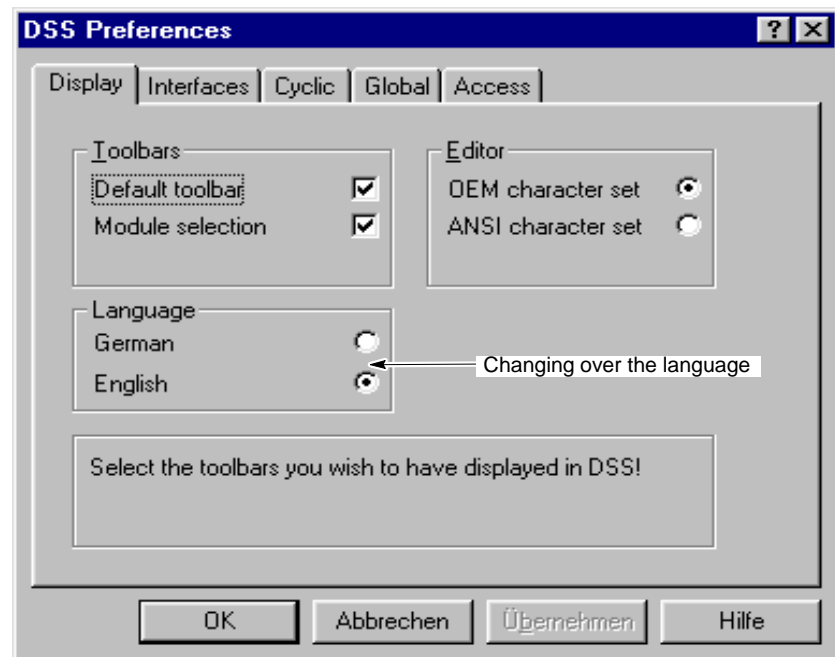 DSS Preferences
Display Interfaces Cyclic Global Access
Toolbars
Default toolbar
Module selection
Editor
OEM character set
ANSI character set
Language
German
English
Changing over the language
Select the toolbars you wish to have displayed in DSS!
OK Abbrechen Übernehmen Hilfe